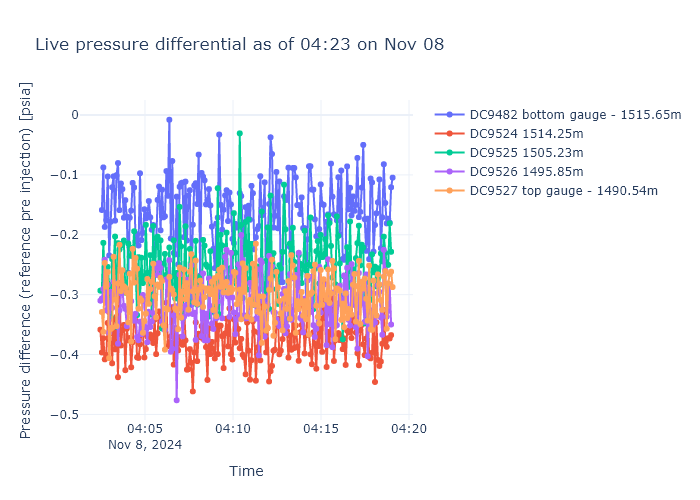 Live pressure differential as of 04:23 on Nov 08
Pressure difference (reference pre injection) [psia]
0
−0.1
−0.2
−0.3
−0.4
−0.5
04:05
Nov 8, 2024
04:10
04:15
04:20
Time
DC9482 bottom gauge - 1515.65m
DC9524 1514.25m
DC9525 1505.23m
DC9526 1495.85m
DC9527 top gauge - 1490.54m